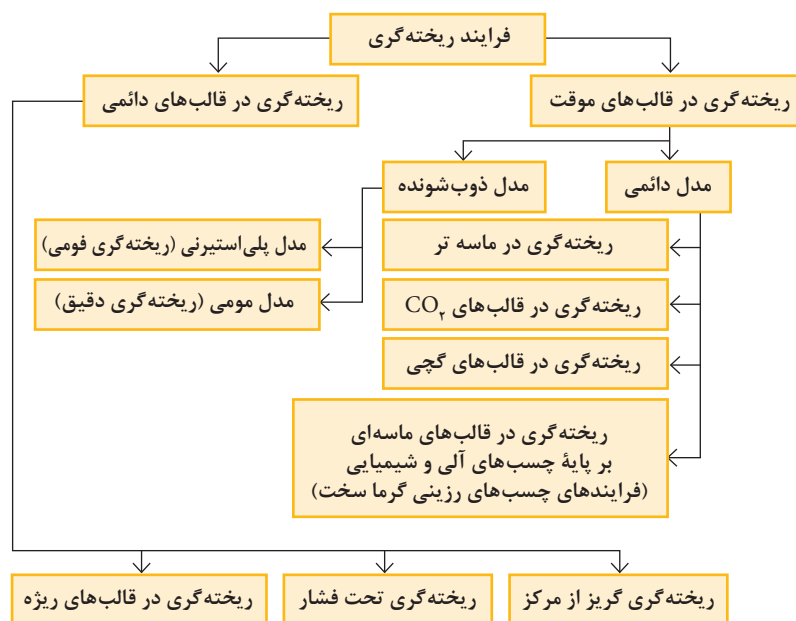 فرایند ریخته‌گری
ریخته‌گری در قالب‌های موقت
ریخته‌گری در قالب‌های دائمی
مدل دائمی
مدل ذوب‌شونده
ریخته‌گری در ماسه تر
مدل پلی‌استیرنی (ریخته‌گری فومی)
ریخته‌گری در قالب‌های CO₂
مدل مومی (ریخته‌گری دقیق)
ریخته‌گری در قالب‌های گچی
ریخته‌گری در قالب‌های ماسه‌ای
بر پایۀ چسب‌های آلی و شیمیایی
(فرایندهای چسب‌های رزینی گرما سخت)
ریخته‌گری گریز از مرکز
ریخته‌گری تحت فشار
ریخته‌گری در قالب‌های ریژه